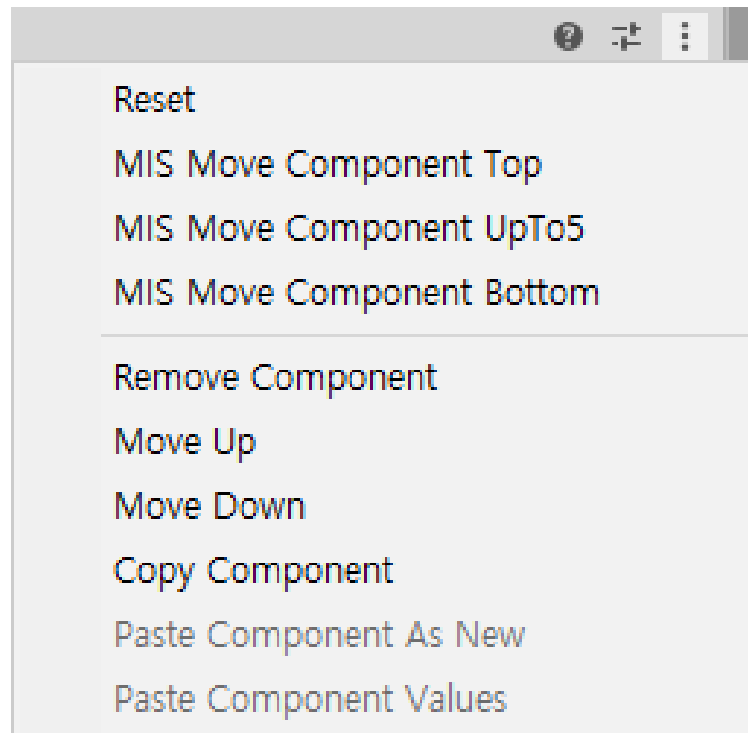 Reset
MIS Move Component Top
MIS Move Component UpTo5
MIS Move Component Bottom
Remove Component
Move Up
Move Down
Copy Component
Paste Component As New
Paste Component Values